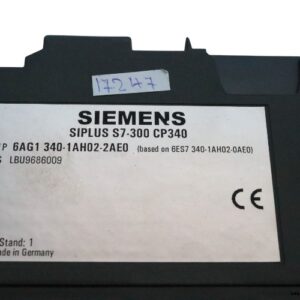 17247
SIEMENS
SIPLUS S7-300 CP340
P 6AG1 340-1AH02-2AE0 (based on 6ES7 340-1AH02-0AE0)
S LBU9686009
CE
Stand: 1
Made in Germany